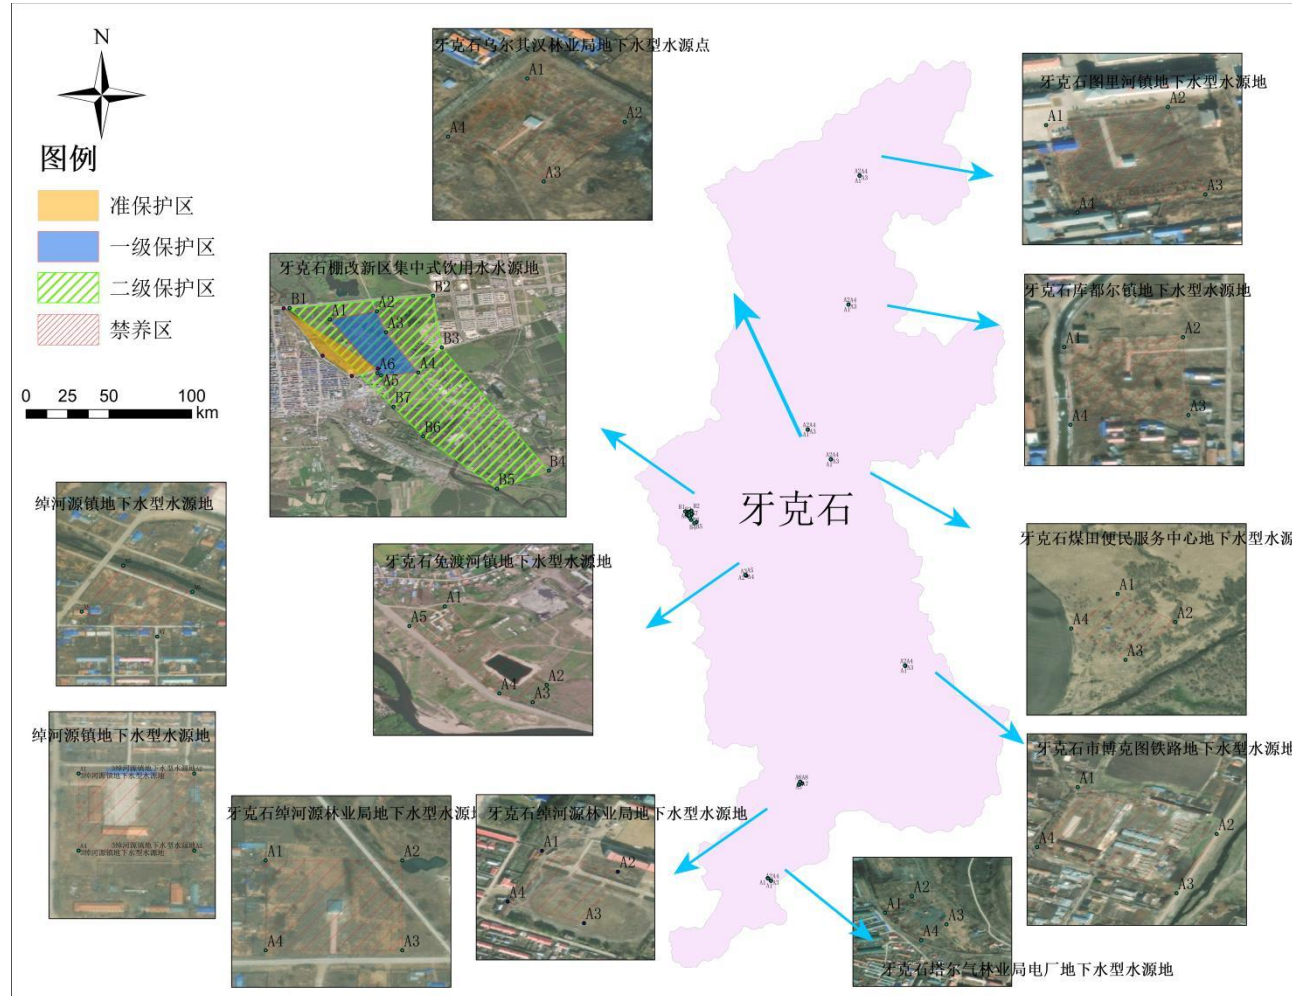 N
图例
准保护区
一级保护区
二级保护区
禁养区
0 25 50 100
km
牙克石乌尔其汉林业局地下水型水源点
A1
A2
A4
A3
牙克石图里河镇地下水型水源地
A2
A1
A3
A4
牙克石棚改新区集中式饮用水水源地
B1
B2
A2
A1
A3
B3
A6
A4
A5
B7
B6
B4
B5
牙克石库都尔镇地下水型水源地
A2
A1
A3
A4
牙克石
绰河源镇地下水型水源地
牙克石免渡河镇地下水型水源地
A1
A5
A2
A4
A3
牙克石煤田便民服务中心地下水型水源
A1
A2
A4
A3
绰河源镇地下水型水源地
牙克石市博克图铁路地下水型水源地
A1
A2
A4
A3
牙克石绰河源林业局地下水型水源
A1
A2
A4
A3
牙克石绰河源林业局地下水型水源地
A1
A2
A4
A3
A2
A1
A3
A4
牙克石塔尔气林业局电厂地下水型水源地